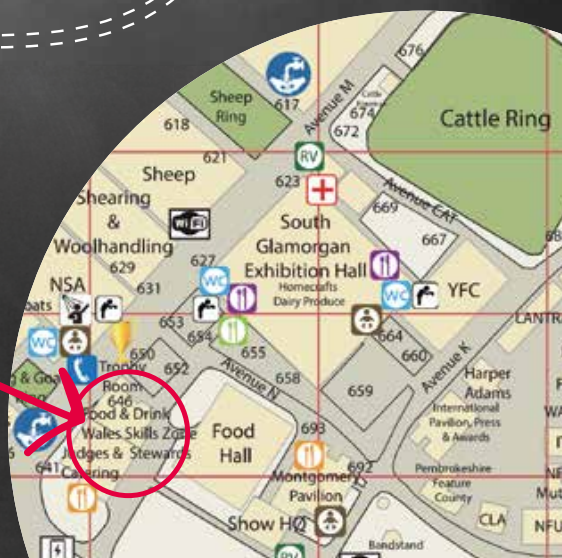 676
Sheep
Ring
617
Avenue M
674
672
Cattle Ring
618
621
RV
Sheep
Shearing
&
Woolhandling
WiFi
623
South
Glamorgan
Exhibition Hall
Homecrafts
Dairy Produce
669
Avenue CAT
667
629
627
WC
NSA
631
WC
YFC
653
654
WC
650
652
655
664
660
Trophy
Room
646
Avenue N
658
659
Avenue K
Harper
Adams
International
Pavilion, Press
& Awards
Food & Drink
Wales Skills Zone
Judges & Stewards
Catering
641
Food
Hall
693
692
Montgomery
Pavilion
Pembrokeshire
Feature
County
Show HQ
CLA
NFU
Bandstand
RV